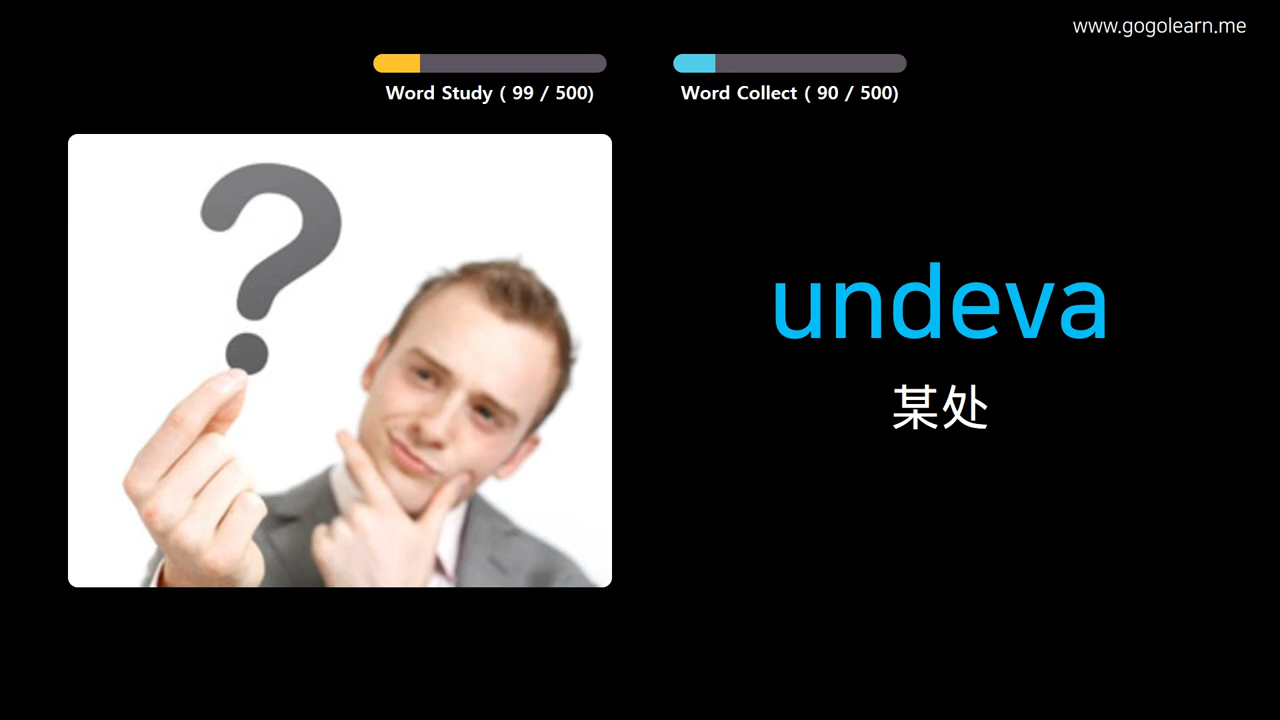 www.gogolearn.me
Word Study ( 99 / 500)
Word Collect ( 90 / 500)
?
undeva
某处